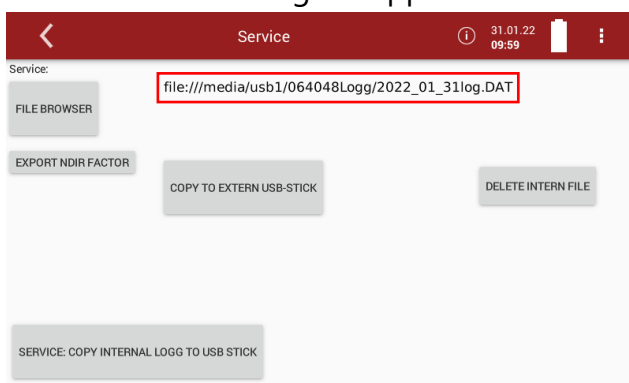 Service
31.01.22
09:59
Service:
file:///media/usb1/064048Logg/2022_01_31log.DAT
FILE BROWSER
EXPORT NDIR FACTOR
COPY TO EXTERN USB-STICK
DELETE INTERN FILE
SERVICE: COPY INTERNAL LOGG TO USB STICK